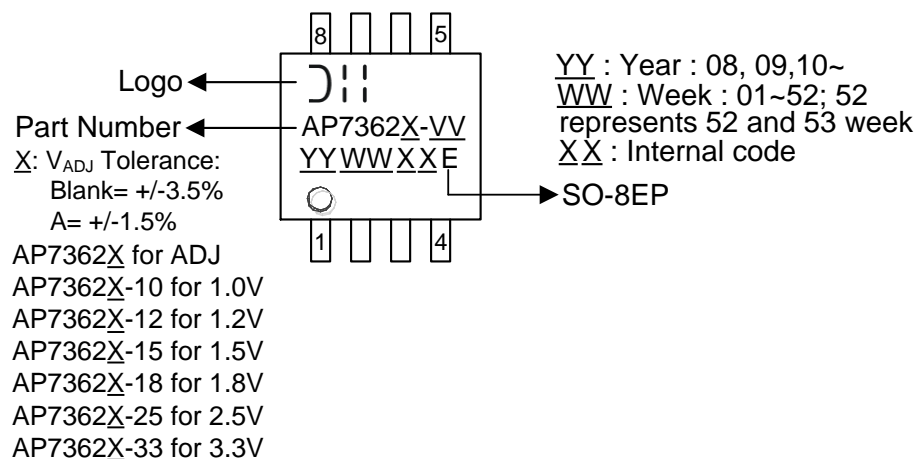 8 5
Logo
Part Number
AP7362X-VV
YYWWXXE
1 4
X: VADJ Tolerance:
Blank= +/-3.5%
A= +/-1.5%
AP7362X for ADJ
AP7362X-10 for 1.0V
AP7362X-12 for 1.2V
AP7362X-15 for 1.5V
AP7362X-18 for 1.8V
AP7362X-25 for 2.5V
AP7362X-33 for 3.3V
YY : Year : 08, 09,10~
WW : Week : 01~52; 52
represents 52 and 53 week
XX : Internal code
SO-8EP